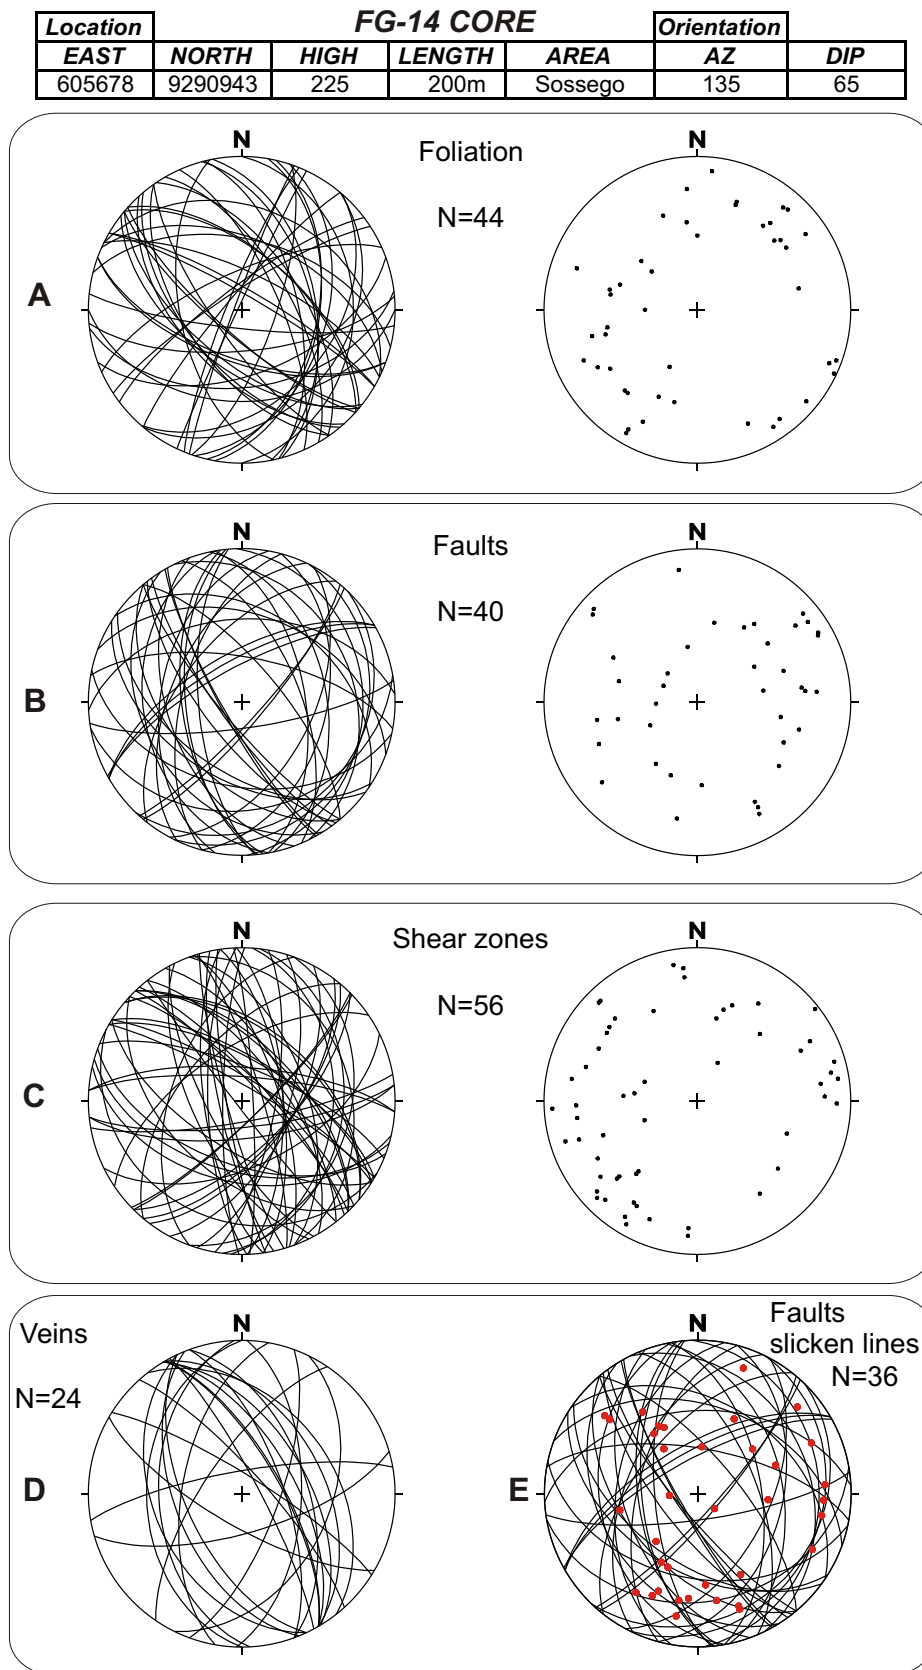 FG-14 CORE
Location Orientation
EAST NORTH HIGH LENGTH AREA AZ DIP
605678 9290943 225 200m Sossego 135 65
N N
Foliation
N=44
A
N N
Faults
N=40
B
N N
Shear zones
N=56
C
N N
Veins
N=24
D
Faults
slicken lines
N=36
E